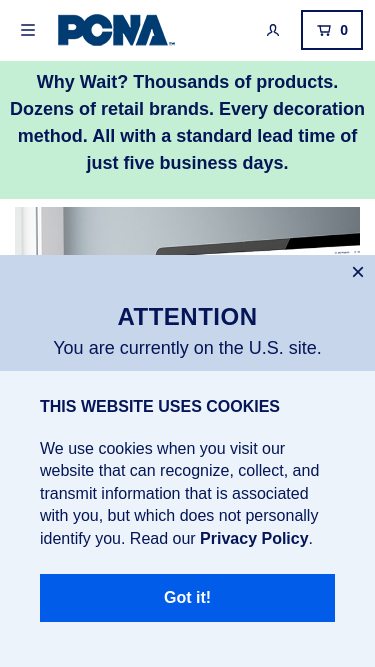 PCNA
0
Why Wait? Thousands of products.
Dozens of retail brands. Every decoration
method. All with a standard lead time of
just five business days.
ATTENTION
You are currently on the U.S. site.
THIS WEBSITE USES COOKIES
We use cookies when you visit our
website that can recognize, collect, and
transmit information that is associated
with you, but which does not personally
identify you. Read our Privacy Policy.
Got it!